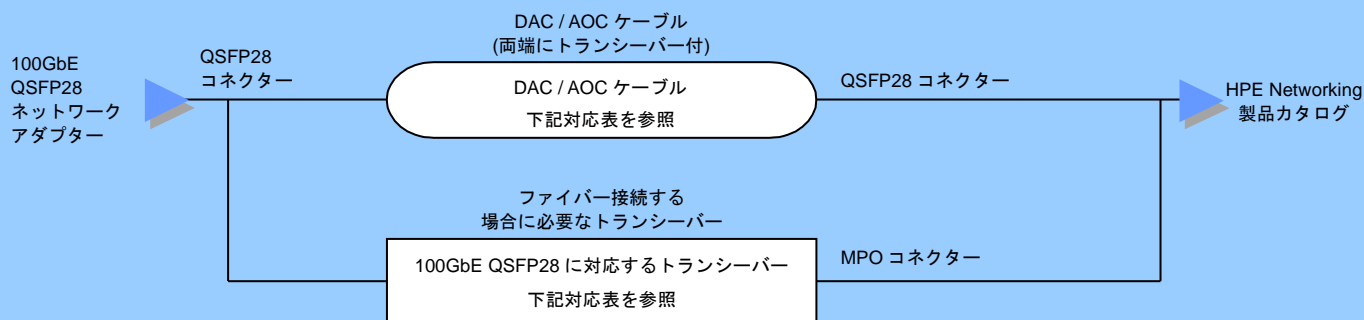 100GbE
QSFP28
ネットワーク
アダプター
QSFP28
コネクター
DAC / AOC ケーブル
(両端にトランシーバー付)
DAC / AOC ケーブル
下記対応表を参照
QSFP28 コネクター
HPE Networking
製品カタログ
ファイバー接続する
場合に必要なトランシーバー
100GbE QSFP28 に対応するトランシーバー
下記対応表を参照
MPO コネクター